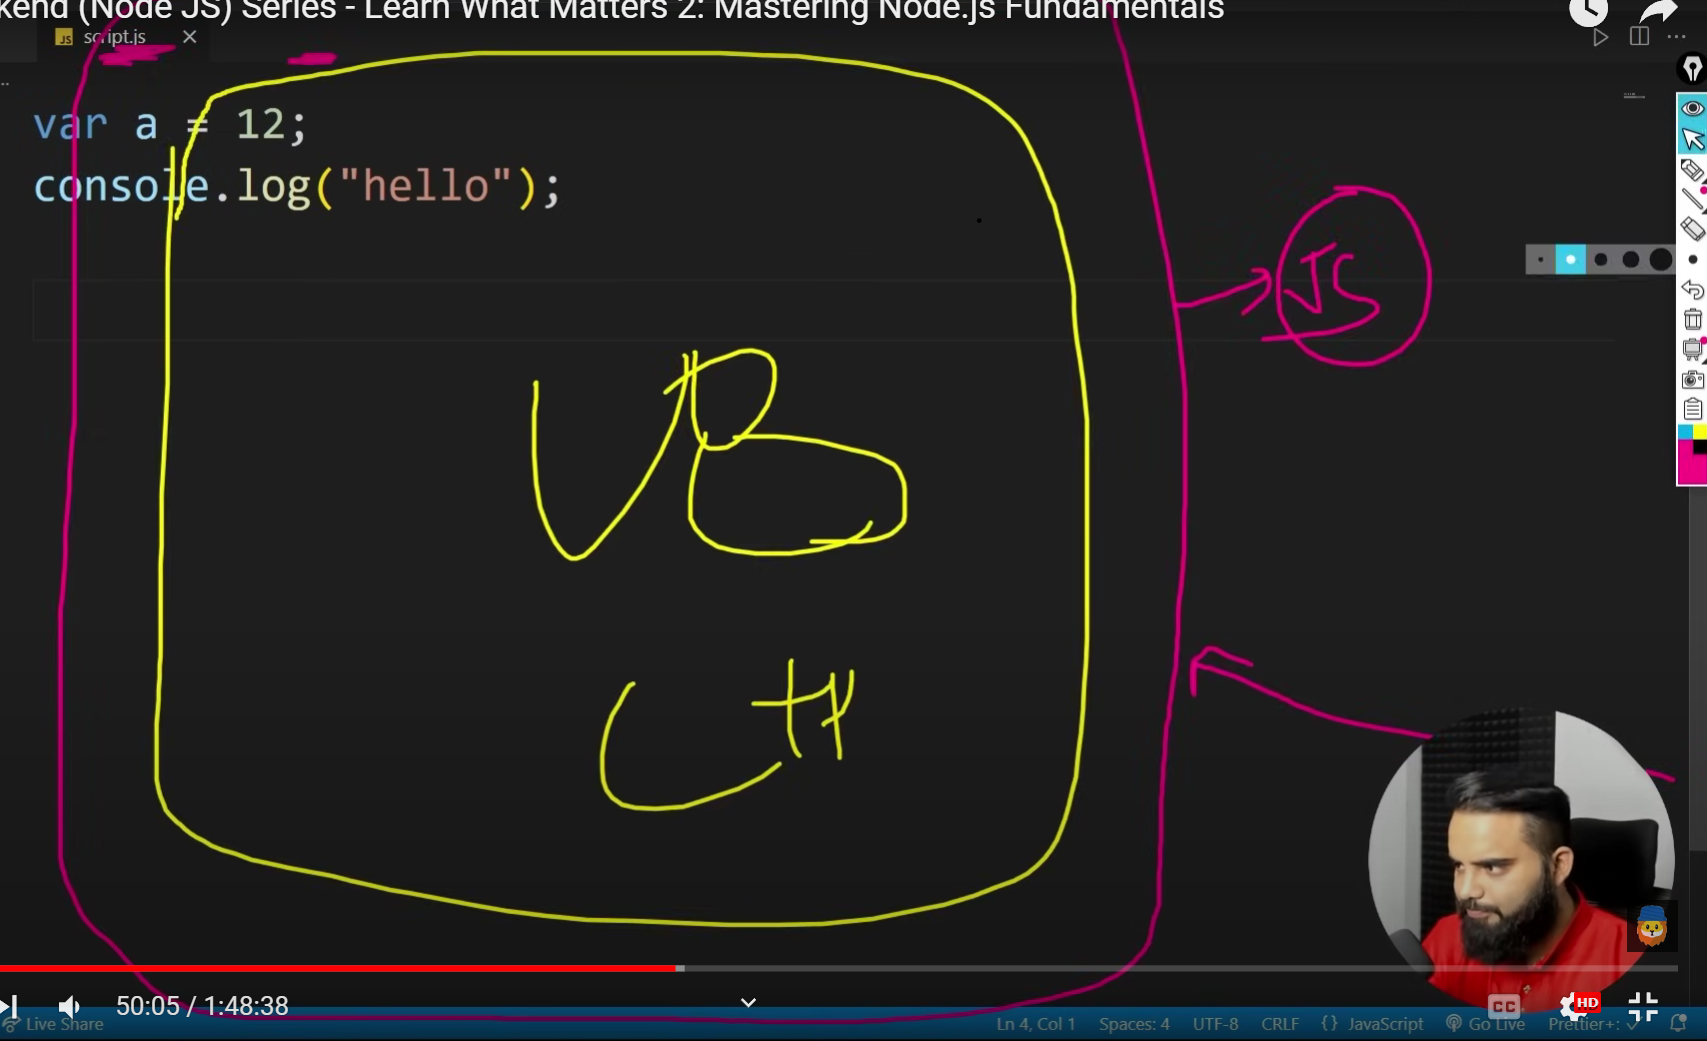 kend (Node JS) Series - Learn What Matters 2: Mastering Node.js Fundamentals
JS script.js
var a = 12;
console.log("hello");
JS
V8
C++
50:05 / 1:48:38
CC HD
Live Share Ln 4, Col 1 Spaces: 4 UTF-8 CRLF {} JavaScript Go Live Prettier+: